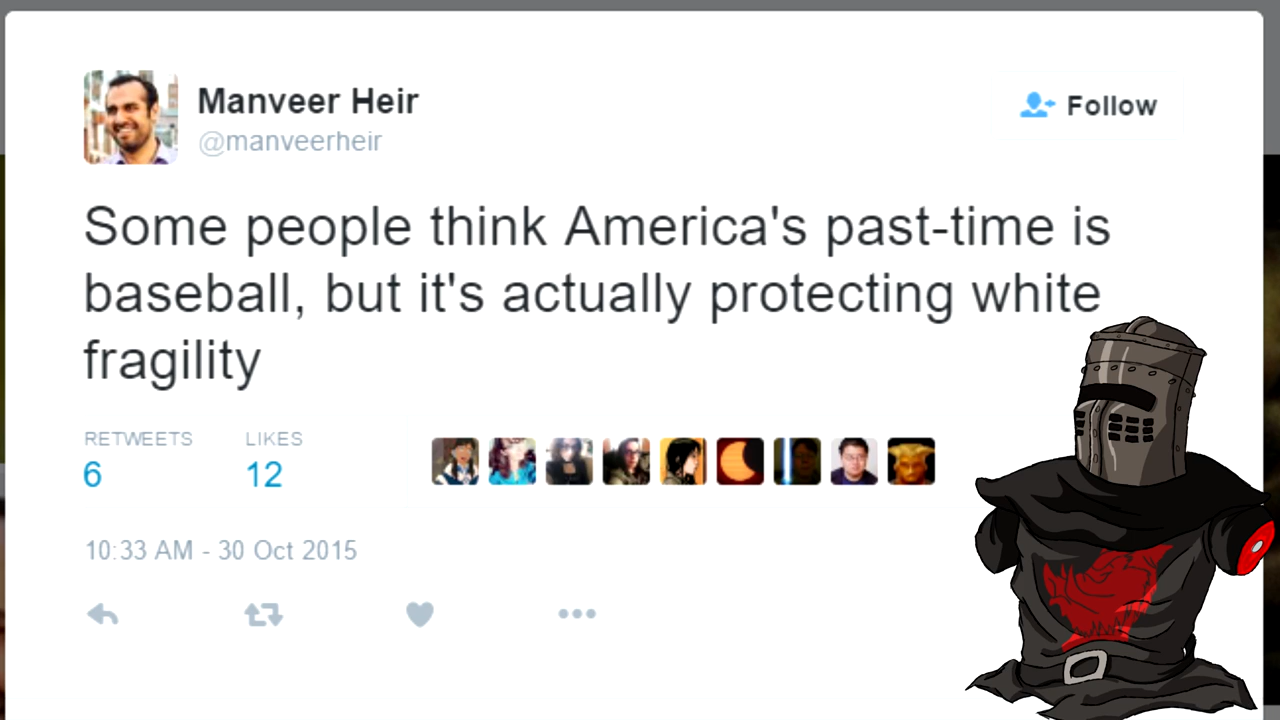 Manveer Heir
@manveerheir
Follow
Some people think America's past-time is
baseball, but it's actually protecting white
fragility
RETWEETS LIKES
6 12
10:33 AM - 30 Oct 2015